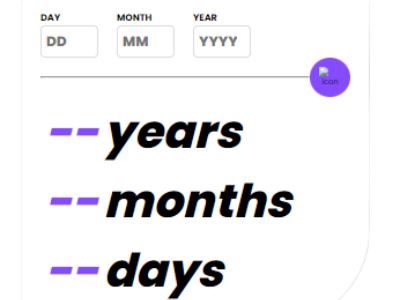 DAY MONTH YEAR
DD MM YYYY
icon
--years
--months
--days